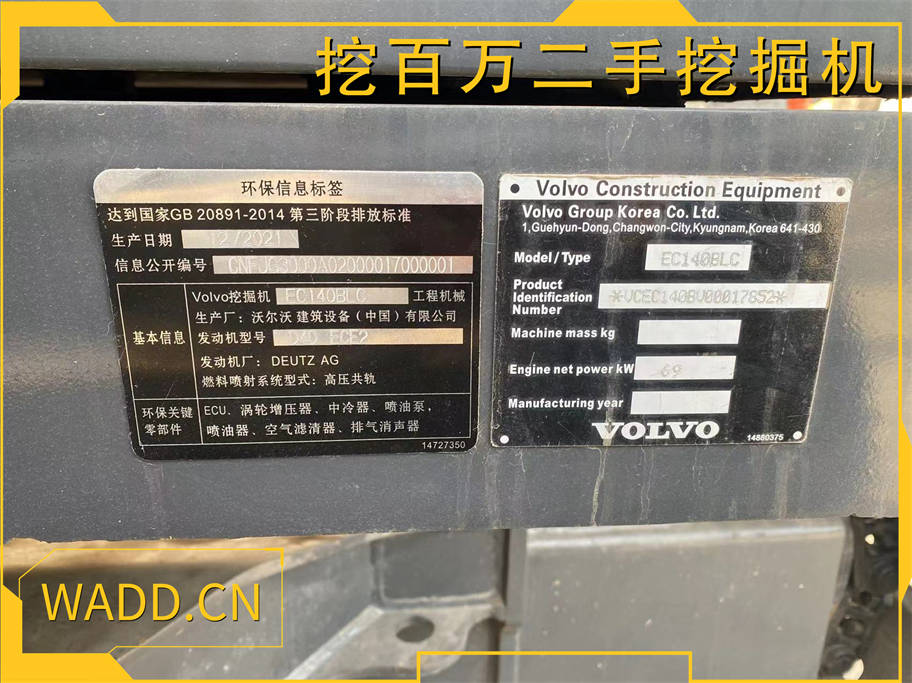 挖百万二手挖掘机
环保信息标签
达到国家GB 20891-2014 第三阶段排放标准
生产日期 12/2021
信息公开编号
Volvo挖掘机 EC140BLC 工程机械
生产厂:沃尔沃 建筑设备(中国)有限公司
基本信息 发动机型号 D4D ECE2
发动机厂: DEUTZ AG
燃料喷射系统型式:高压共轨
环保关键零部件
ECU、涡轮增压器、中冷器、喷油泵,
喷油器、空气滤清器、排气消声器
14727350
Volvo Construction Equipment
Volvo Group Korea Co. Ltd.
1,Guehyun-Dong,Changwon-City,Kyungnam,Korea 641-430
Model/Type EC140BLC
Product
Identification *VCEC140BV00017852*
Number
Machine mass kg
Engine net power kW 69
Manufacturing year
VOLVO
14880375
WADD.CN